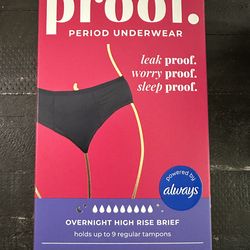 proof.
PERIOD UNDERWEAR
leak proof.
worry proof.
sleep proof.
powered by
always
OVERNIGHT HIGH RISE BRIEF
holds up to 9 regular tampons